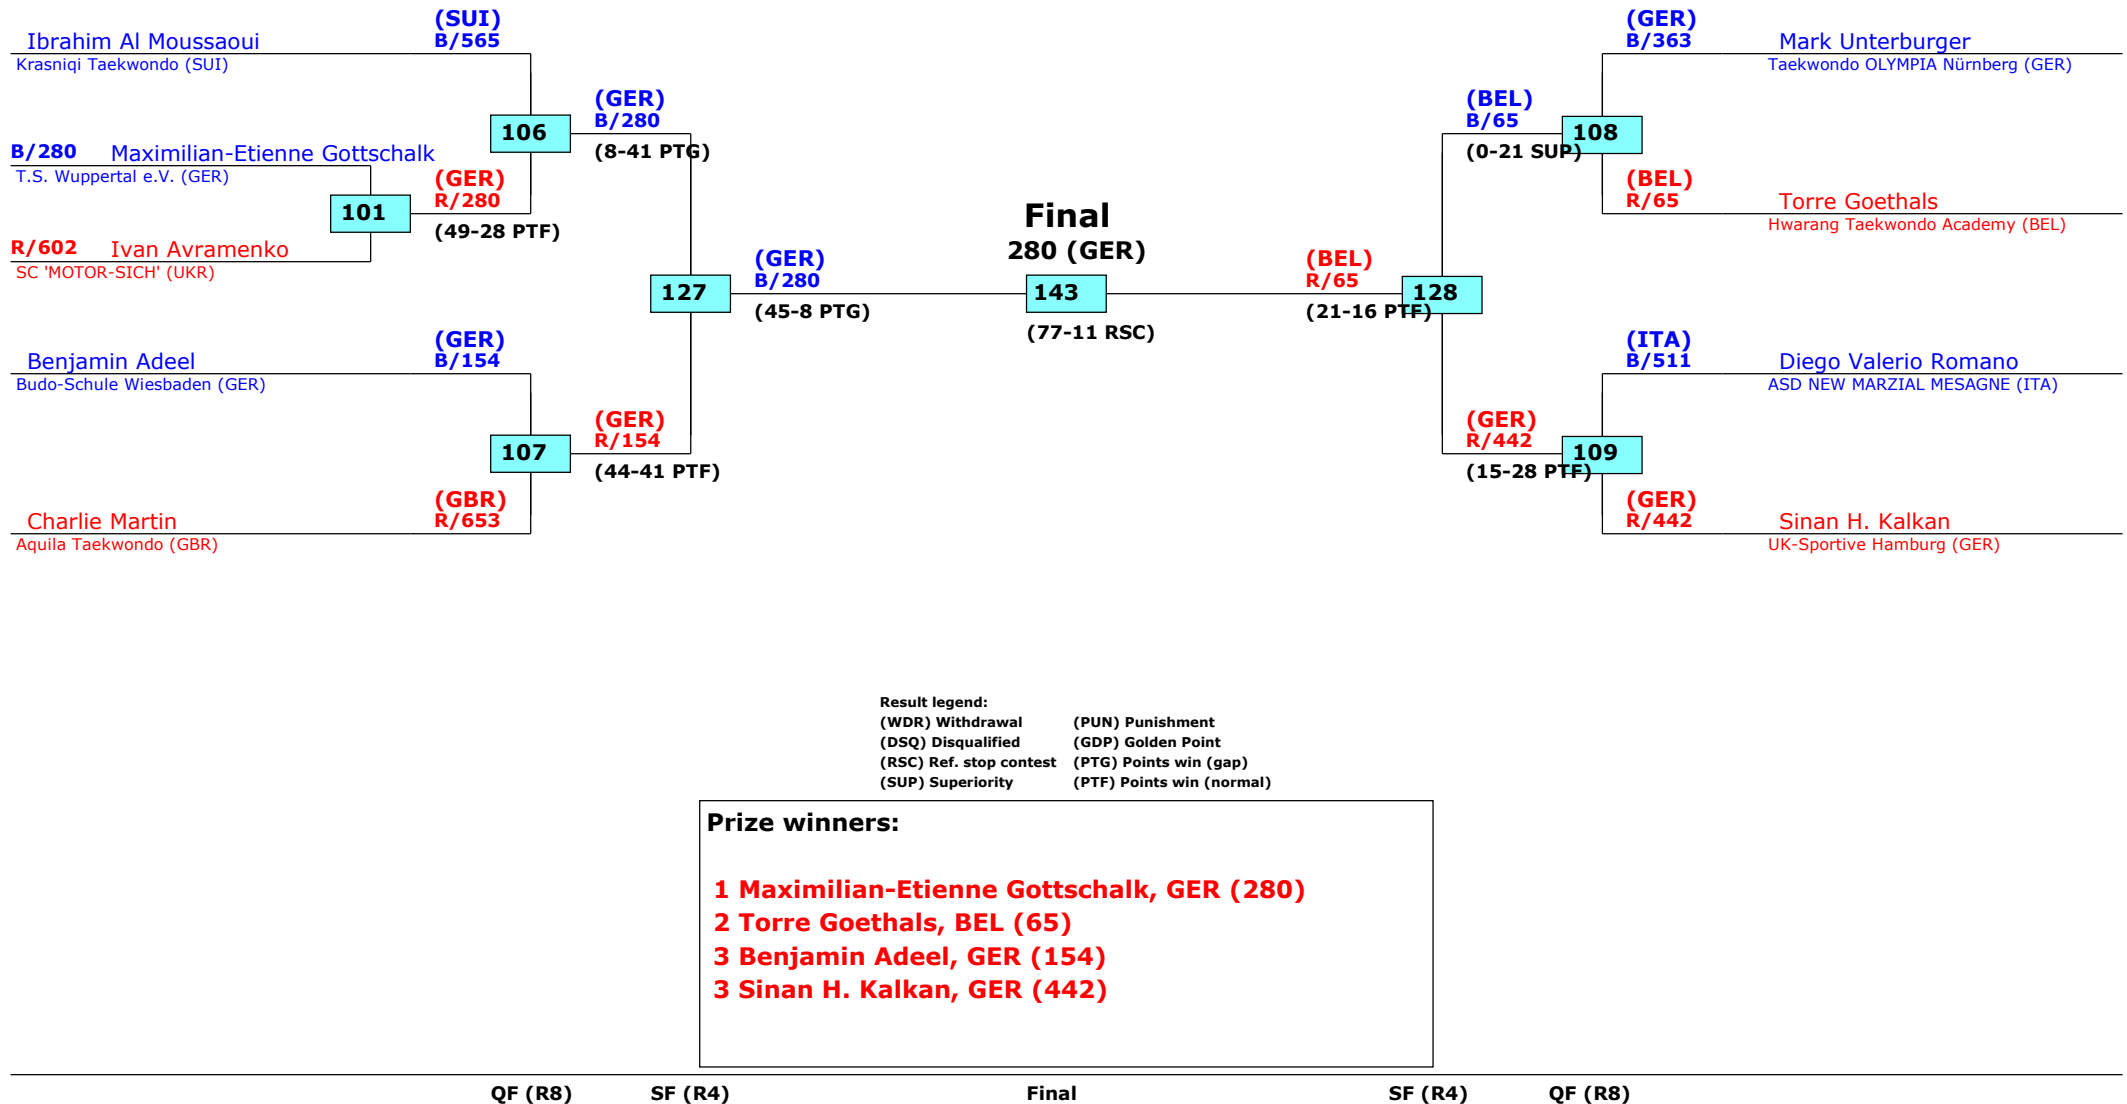 (SUI)
Ibrahim Al Moussaoui B/565
Krasniqi Taekwondo (SUI)
(GER)
B/280
106
(8-41 PTG)
B/280 Maximilian-Etienne Gottschalk
T.S. Wuppertal e.V. (GER)
(GER)
R/280
101
(49-28 PTF)
R/602 Ivan Avramenko
SC 'MOTOR-SICH' (UKR)
(GER)
B/280
127
(45-8 PTG)
(GER)
Benjamin Adeel B/154
Budo-Schule Wiesbaden (GER)
(GER)
R/154
107
(44-41 PTF)
(GBR)
R/653
Charlie Martin
Aquila Taekwondo (GBR)
Final
280 (GER)
143
(77-11 RSC)
(GER)
B/363 Mark Unterburger
Taekwondo OLYMPIA Nürnberg (GER)
(BEL)
B/65
108
(0-21 SUP)
(BEL)
R/65 Torre Goethals
Hwarang Taekwondo Academy (BEL)
(BEL)
R/65
128
(21-16 PTF)
(ITA)
B/511 Diego Valerio Romano
ASD NEW MARZIAL MESAGNE (ITA)
(GER)
R/442
109
(15-28 PTF)
(GER)
R/442 Sinan H. Kalkan
UK-Sportive Hamburg (GER)
Result legend:
(WDR) Withdrawal (PUN) Punishment
(DSQ) Disqualified (GDP) Golden Point
(RSC) Ref. stop contest (PTG) Points win (gap)
(SUP) Superiority (PTF) Points win (normal)
Prize winners:
1 Maximilian-Etienne Gottschalk, GER (280)
2 Torre Goethals, BEL (65)
3 Benjamin Adeel, GER (154)
3 Sinan H. Kalkan, GER (442)
QF (R8) SF (R4) Final SF (R4) QF (R8)